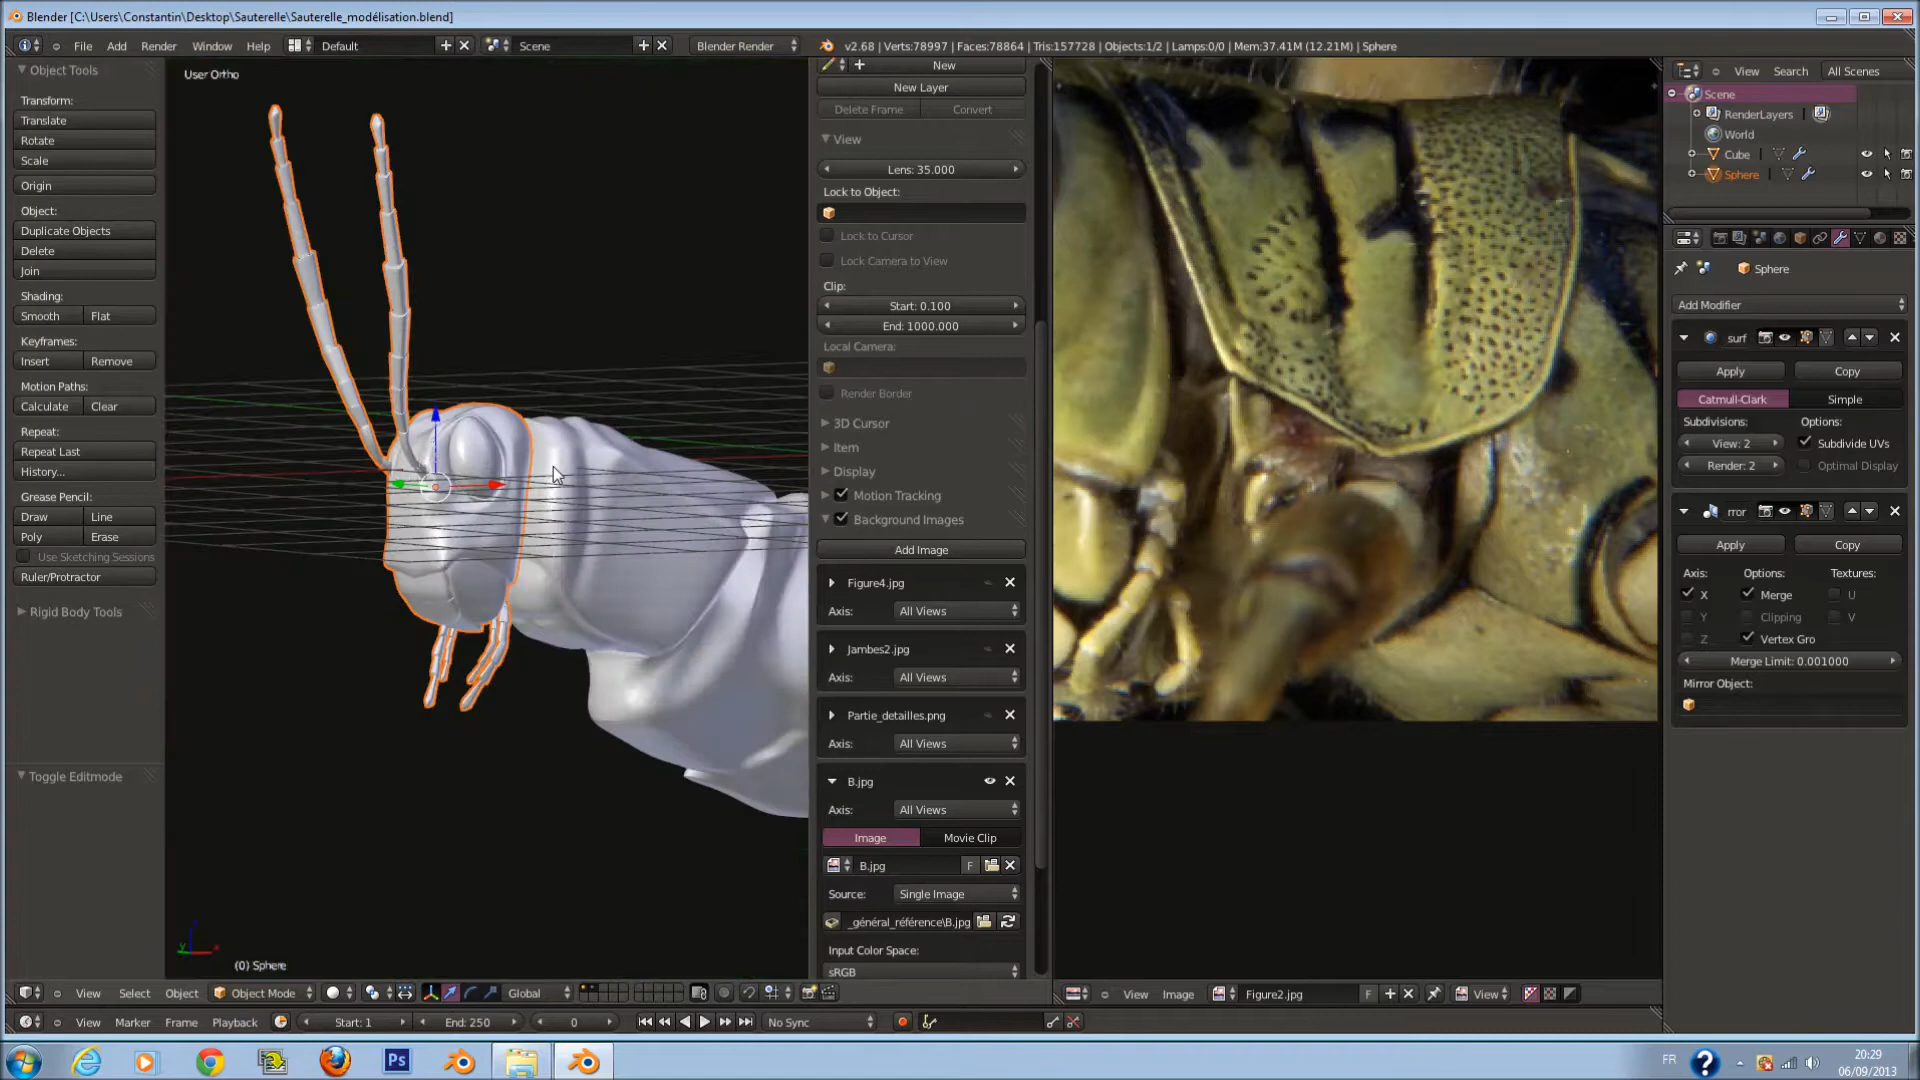 Blender [C:\Users\Constantin\Desktop\Sauterelle\Sauterelle_modélisation.blend]
File Add Render Window Help Default Scene Blender Render v2.68 | Verts:78997 | Faces:78864 | Tris:157728 | Objects:1/2 | Lamps:0/0 | Mem:37.41M (12.21M) | Sphere
Object Tools
Transform:
Translate
Rotate
Scale
Origin
Object:
Duplicate Objects
Delete
Join
Shading:
Smooth Flat
Keyframes:
Insert Remove
Motion Paths:
Calculate Clear
Repeat:
Repeat Last
History...
Grease Pencil:
Draw Line
Poly Erase
Use Sketching Sessions
Ruler/Protractor
Rigid Body Tools
Toggle Editmode
User Ortho
(0) Sphere
New
New Layer
Delete Frame Convert
View
Lens: 35.000
Lock to Object:
Lock to Cursor
Lock Camera to View
Clip:
Start: 0.100
End: 1000.000
Local Camera:
Render Border
3D Cursor
Item
Display
Motion Tracking
Background Images
Add Image
Figure4.jpg
Axis: All Views
Jambes2.jpg
Axis: All Views
Partie_detailles.png
Axis: All Views
B.jpg
Axis: All Views
Image Movie Clip
B.jpg F
Source: Single Image
_général_référence\B.jpg
Input Color Space:
sRGB
View Search All Scenes
Scene
RenderLayers
World
Cube
Sphere
Sphere
Add Modifier
surf
Apply Copy
Catmull-Clark Simple
Subdivisions: Options:
View: 2 Subdivide UVs
Render: 2 Optimal Display
rror
Apply Copy
Axis: Options: Textures:
X Merge U
Y Clipping V
Z Vertex Gro
Merge Limit: 0.001000
Mirror Object:
View Select Object Object Mode Global
View Image Figure2.jpg F View
View Marker Frame Playback Start: 1 End: 250 0 No Sync
Ps
FR
20:29
06/09/2013